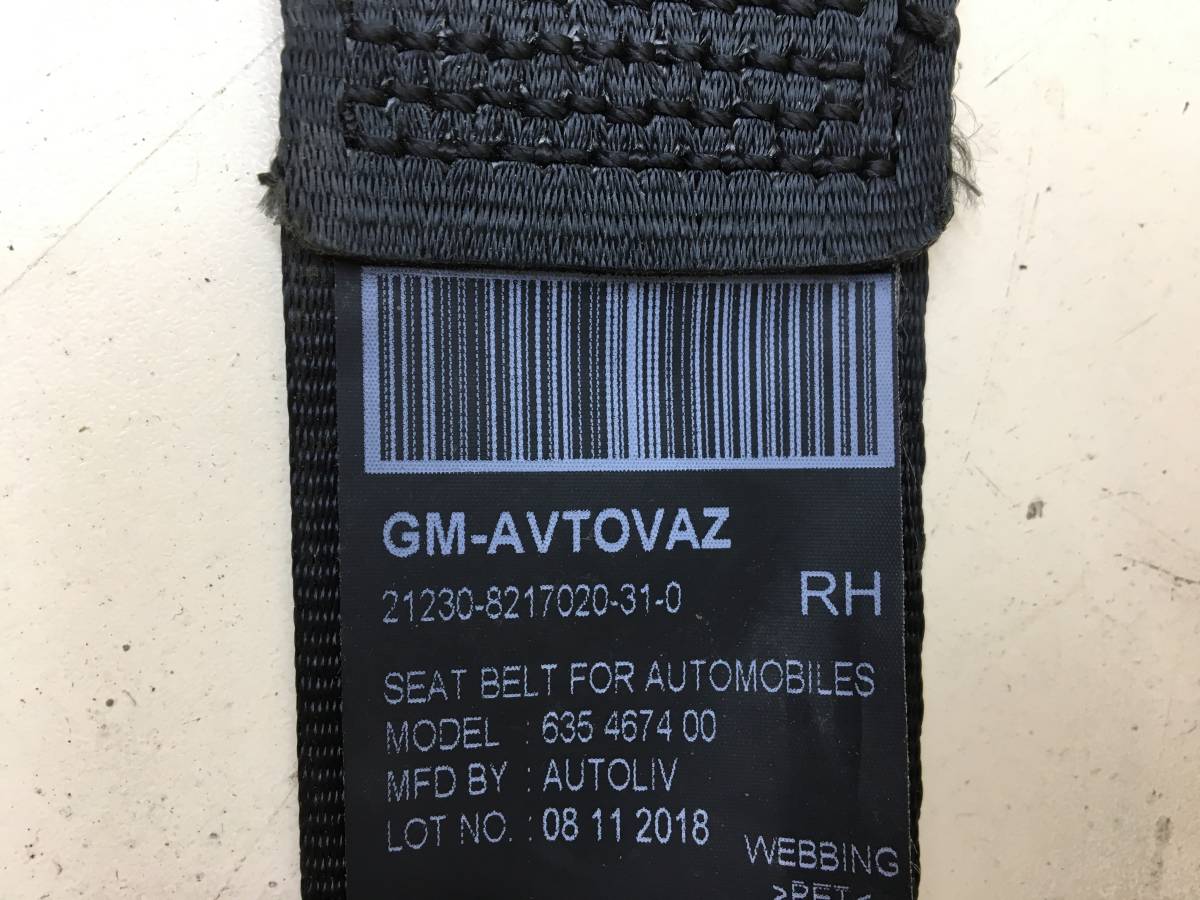 GM-AVTOVAZ
21230-8217020-31-0 RH
SEAT BELT FOR AUTOMOBILES
MODEL : 635 4674 00
MFD BY : AUTOLIV
LOT NO. : 08 11 2018
WEBBING
>PET<